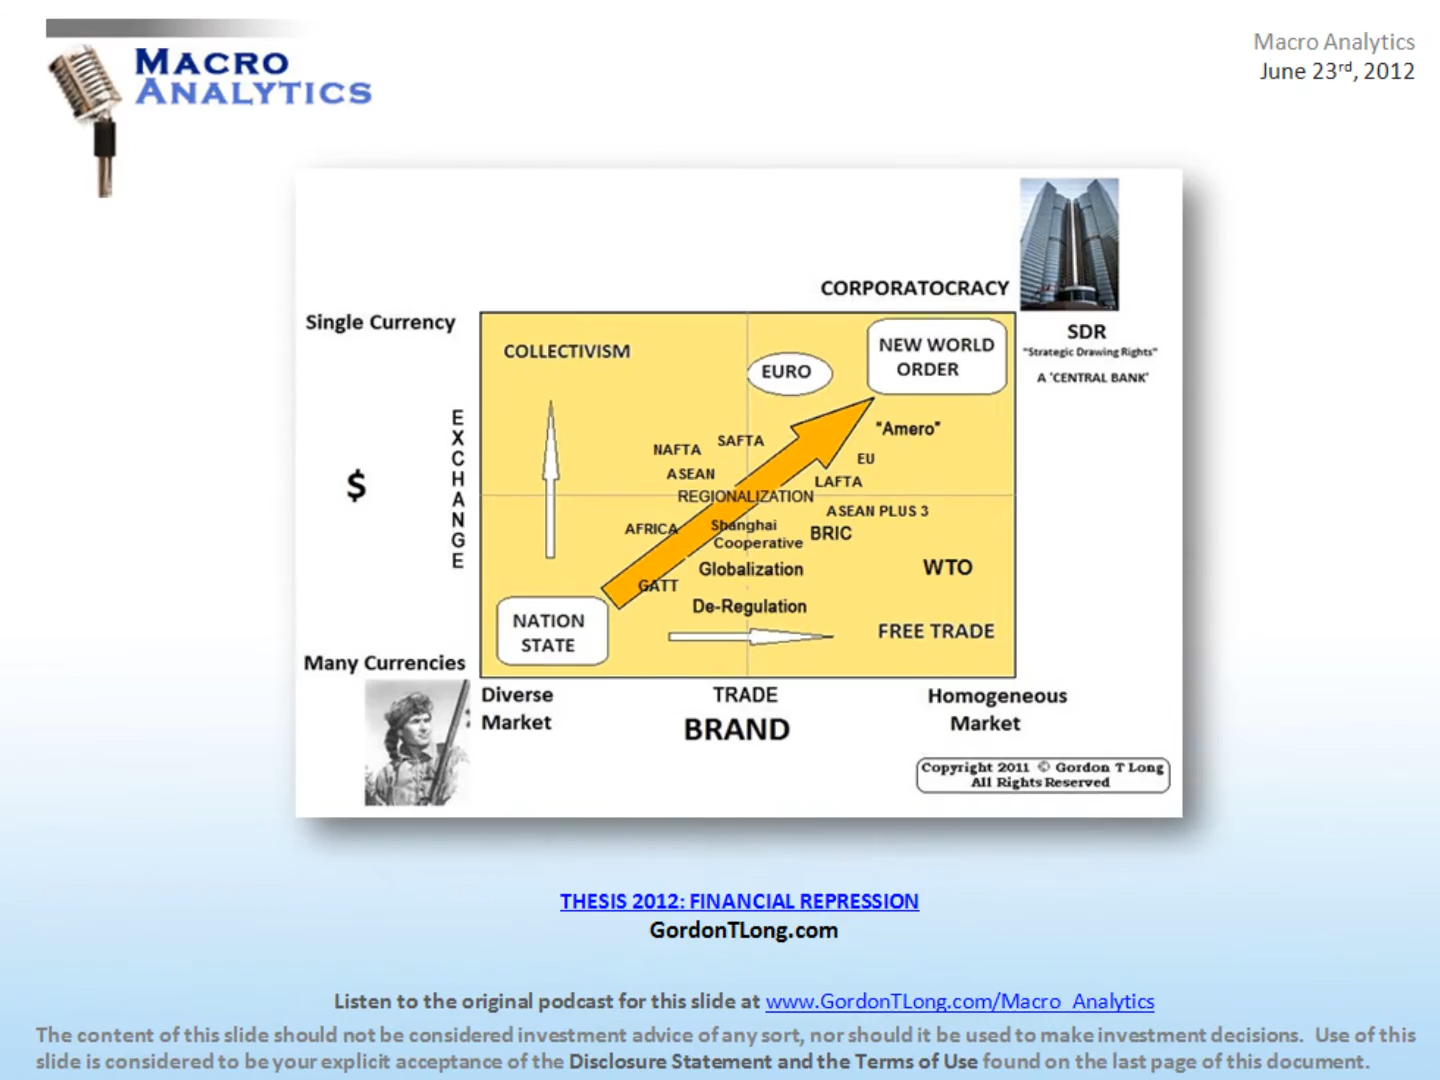 MACRO
ANALYTICS
Macro Analytics
June 23rd, 2012
CORPORATOCRACY
Single Currency
COLLECTIVISM
EURO
NEW WORLD
ORDER
SDR
"Strategic Drawing Rights"
A 'CENTRAL BANK'
EXCHANGE
$
"Amero"
NAFTA
SAFTA
EU
ASEAN
LAFTA
REGIONALIZATION
ASEAN PLUS 3
AFRICA
Shanghai
Cooperative
BRIC
Globalization
WTO
GATT
De-Regulation
NATION
STATE
FREE TRADE
Many Currencies
Diverse
Market
TRADE
BRAND
Homogeneous
Market
Copyright 2011 © Gordon T Long
All Rights Reserved
THESIS 2012: FINANCIAL REPRESSION
GordonTLong.com
Listen to the original podcast for this slide at www.GordonTLong.com/Macro_Analytics
The content of this slide should not be considered investment advice of any sort, nor should it be used to make investment decisions. Use of this
slide is considered to be your explicit acceptance of the Disclosure Statement and the Terms of Use found on the last page of this document.